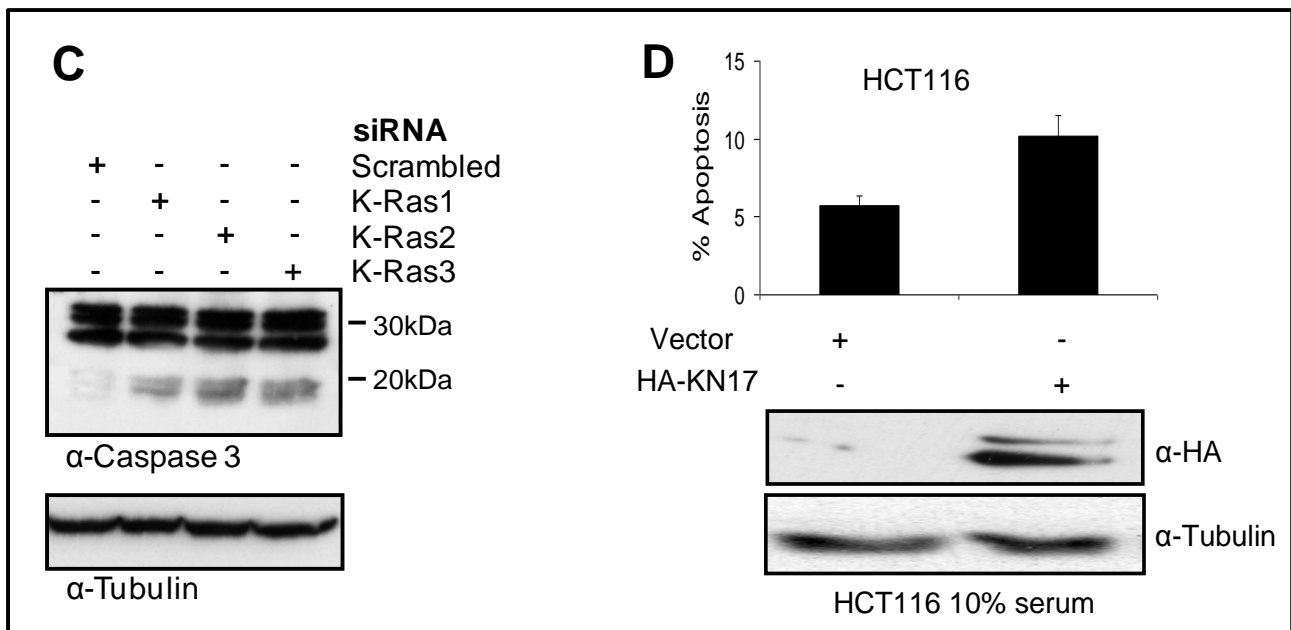 C
siRNA
+ - - - Scrambled
- + - - K-Ras1
- - + - K-Ras2
- - - + K-Ras3
30kDa
20kDa
α-Caspase 3
α-Tubulin
D
HCT116
% Apoptosis
15
10
5
0
Vector + -
HA-KN17 - +
α-HA
α-Tubulin
HCT116 10% serum